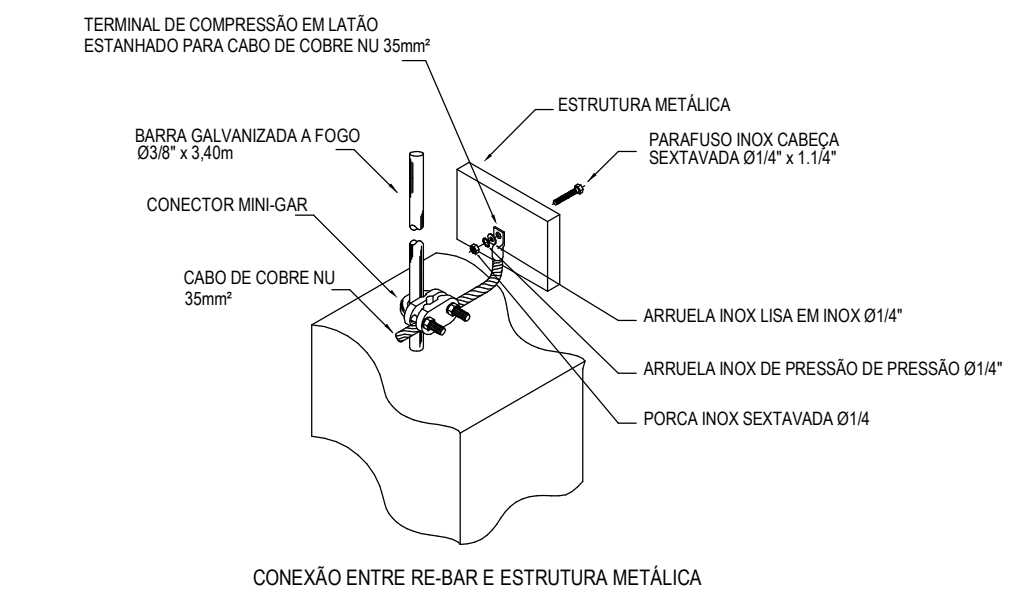 TERMINAL DE COMPRESSÃO EM LATÃO
ESTANHADO PARA CABO DE COBRE NU 35mm²
ESTRUTURA METÁLICA
BARRA GALVANIZADA A FOGO
Ø3/8" x 3,40m
PARAFUSO INOX CABEÇA
SEXTAVADA Ø1/4" x 1.1/4"
CONECTOR MINI-GAR
CABO DE COBRE NU
35mm²
ARRUELA INOX LISA EM INOX Ø1/4"
ARRUELA INOX DE PRESSÃO DE PRESSÃO Ø1/4"
PORCA INOX SEXTAVADA Ø1/4
CONEXÃO ENTRE RE-BAR E ESTRUTURA METÁLICA